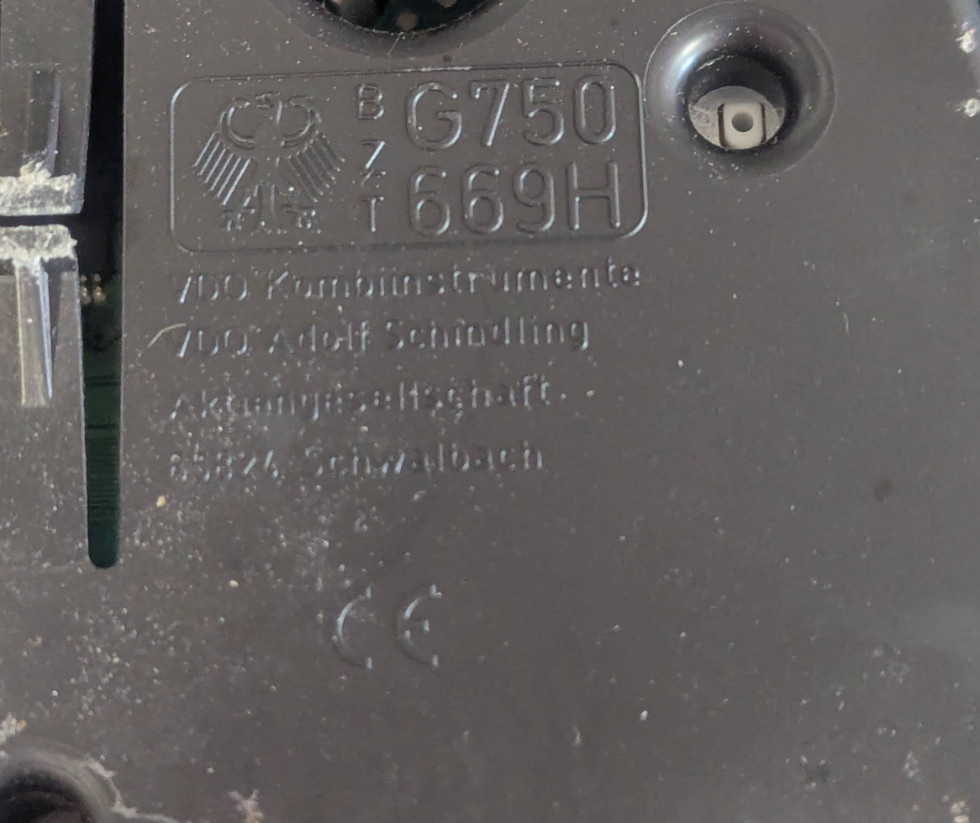 B G750
Z
T 669H
VDO Kombiinstrumente
VDO Adolf Schindling
Aktiengesellschaft
65824 Schwalbach
CE